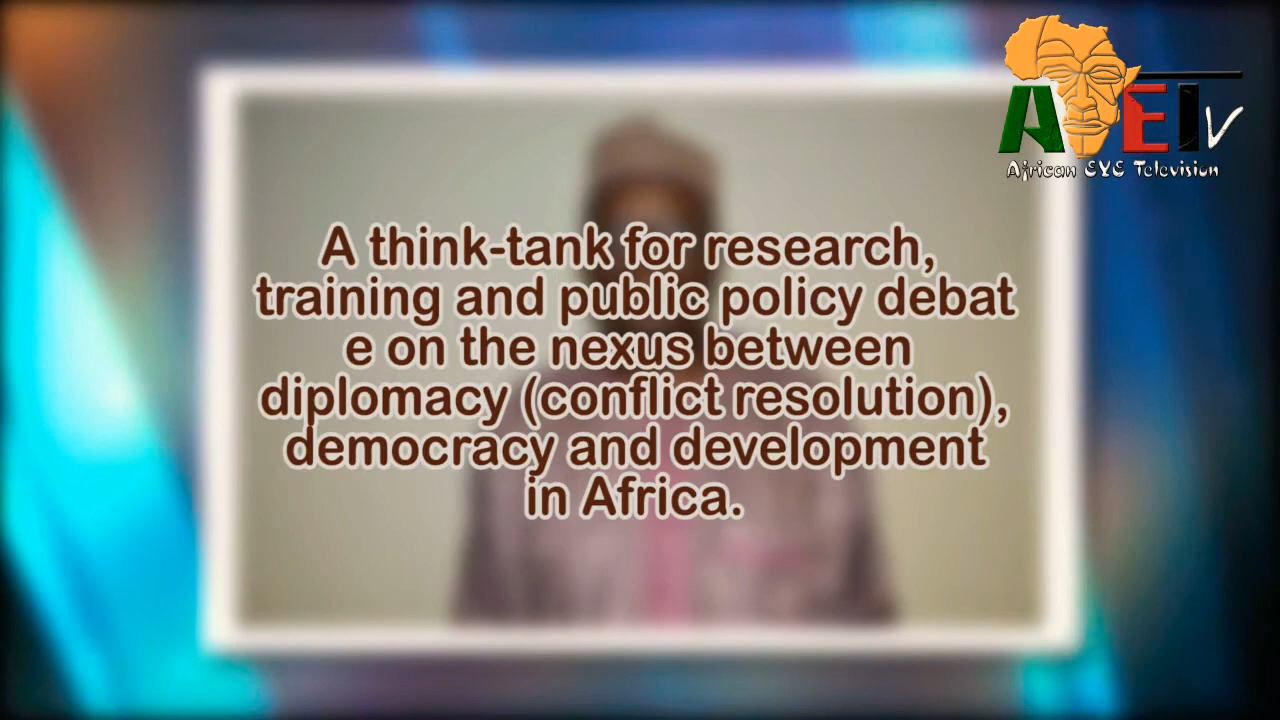 AETV
African EYE Television
A think-tank for research,
training and public policy debat
e on the nexus between
diplomacy (conflict resolution),
democracy and development
in Africa.